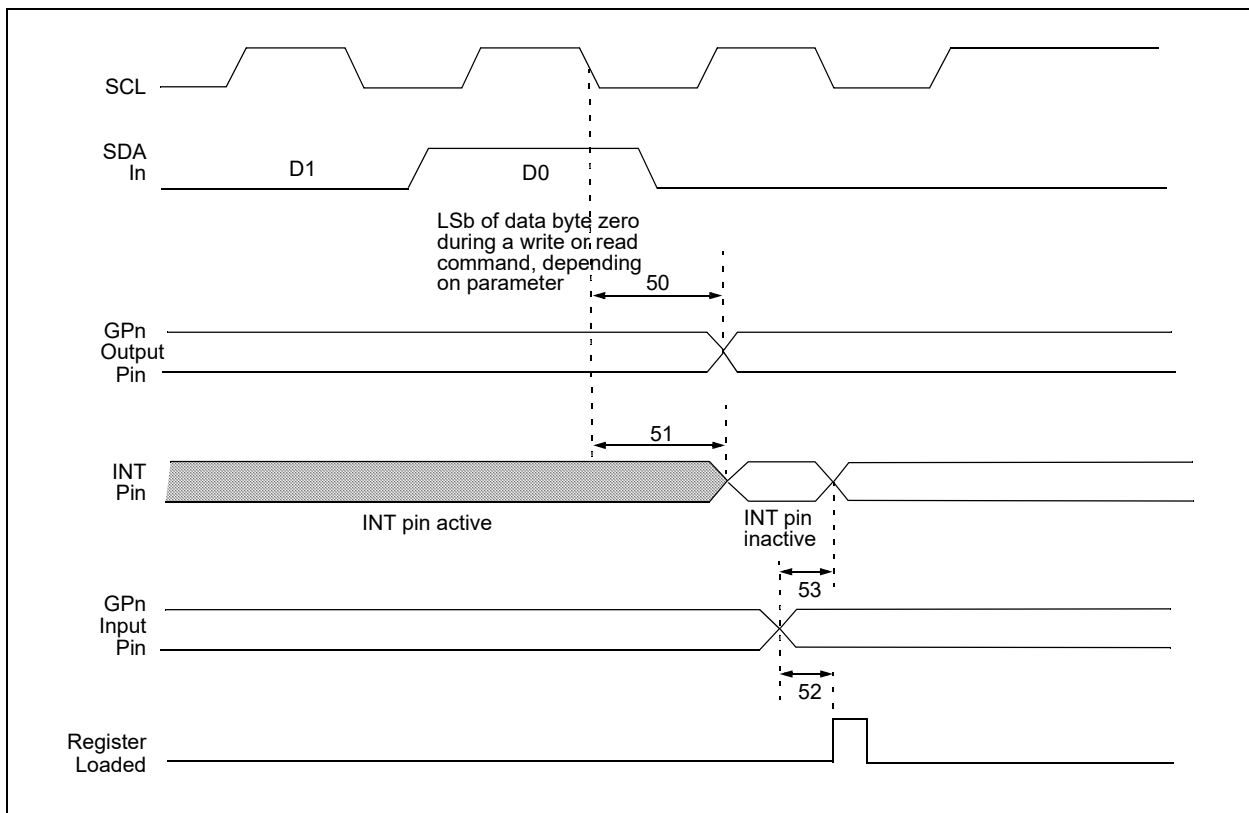 SCL
SDA
In
D1
D0
LSb of data byte zero
during a write or read
command, depending
on parameter
50
GPn
Output
Pin
51
INT
Pin
INT pin active
INT pin
inactive
53
GPn
Input
Pin
52
Register
Loaded